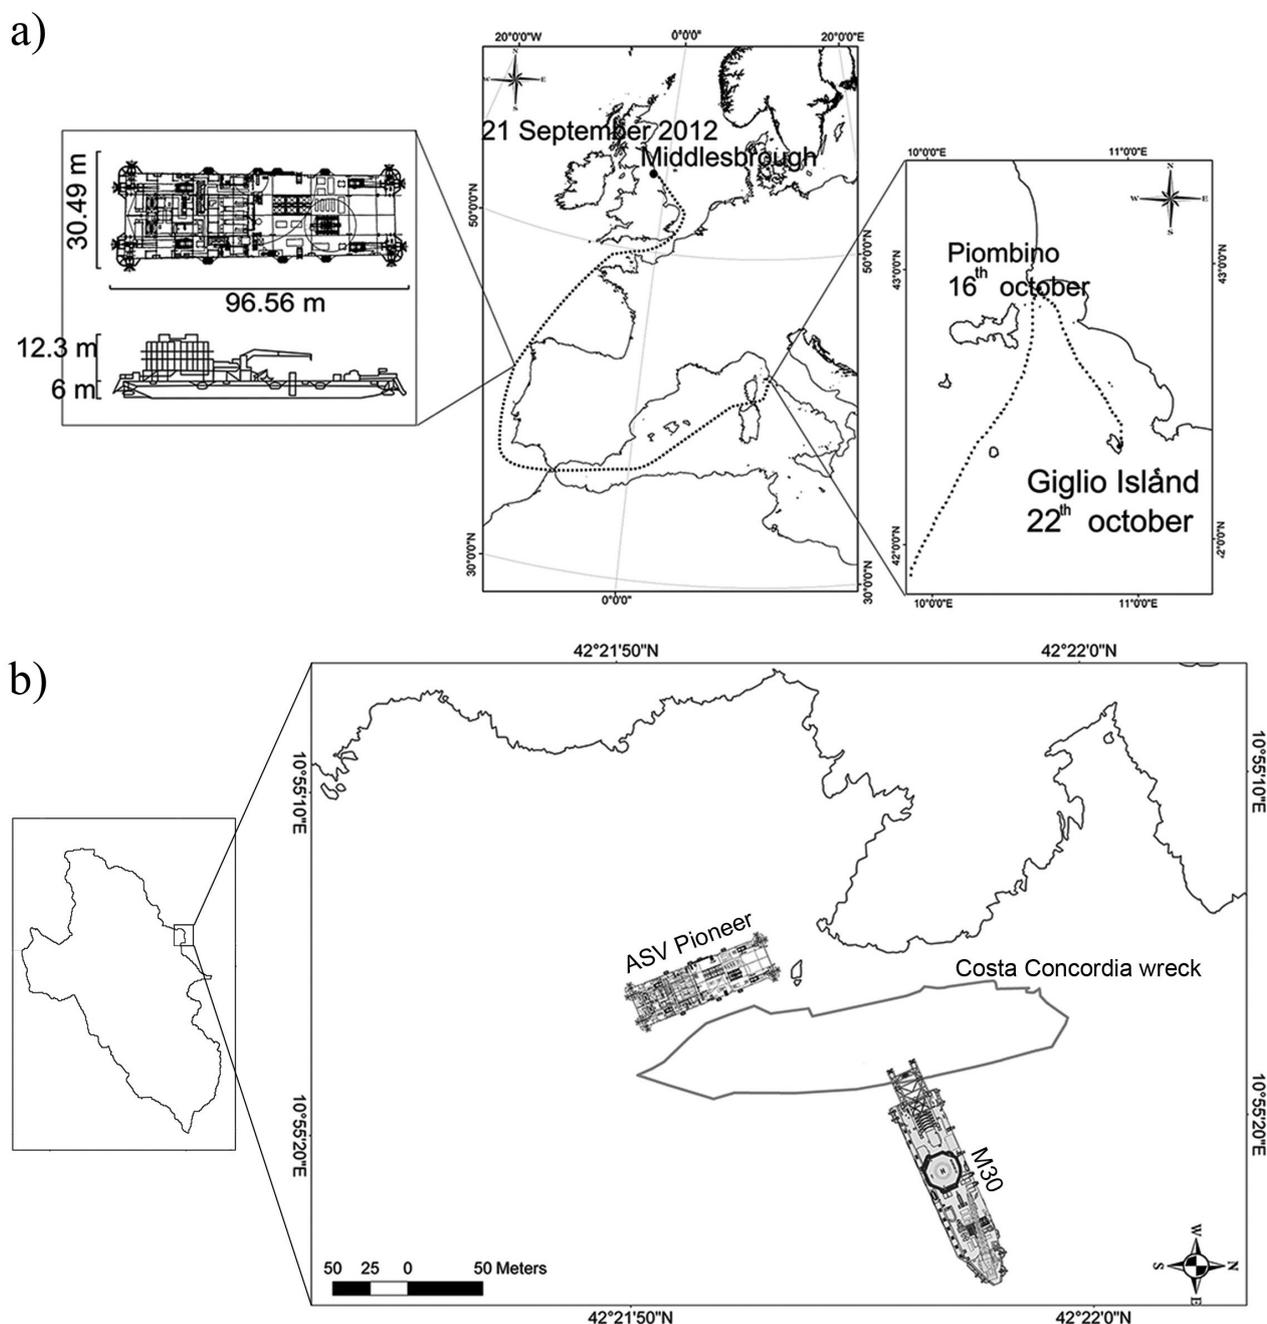 a)
20°0'0"W
0°0'0"
20°0'0"E
N
W
E
S
21 September 2012
Middlesbrough
50°0'0"N
50°0'0"N
30°0'0"N
30°0'0"N
0°0'0"
30.49 m
96.56 m
12.3 m
6 m
10°0'0"E
11°0'0"E
N
W
E
S
Piombino
16th october
43°0'0"N
43°0'0"N
Giglio Islånd
22th october
42°0'0"N
42°0'0"N
10°0'0"E
11°0'0"E
b)
42°21'50"N
42°22'0"N
10°55'10"E
10°55'10"E
ASV Pioneer
Costa Concordia wreck
M30
10°55'20"E
10°55'20"E
50 25 0 50 Meters
W
S
N
E
42°21'50"N
42°22'0"N